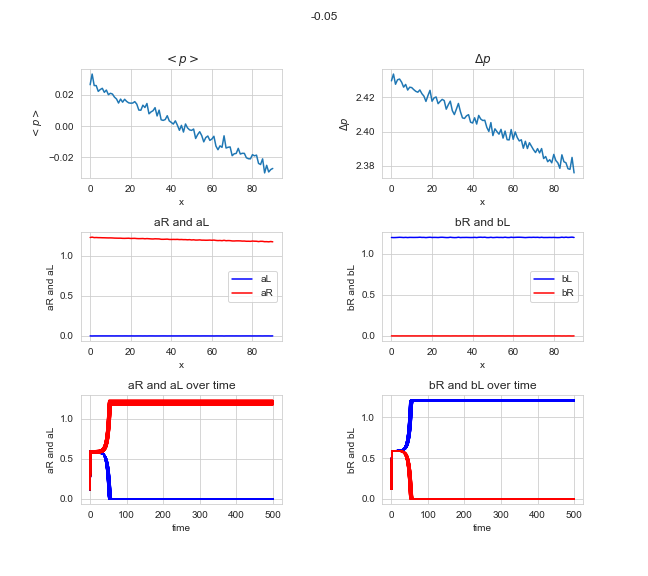 -0.05
< p >
Δp
< p >
0.02
0.00
−0.02
0 20 40 60 80
x
Δp
2.42
2.40
2.38
0 20 40 60 80
x
aR and aL
bR and bL
aR and aL
1.0
0.5
0.0
aL
aR
0 20 40 60 80
x
bR and bL
1.0
0.5
0.0
bL
bR
0 20 40 60 80
x
aR and aL over time
bR and bL over time
aR and aL
1.0
0.5
0.0
0 100 200 300 400 500
time
bR and bL
1.0
0.5
0.0
0 100 200 300 400 500
time